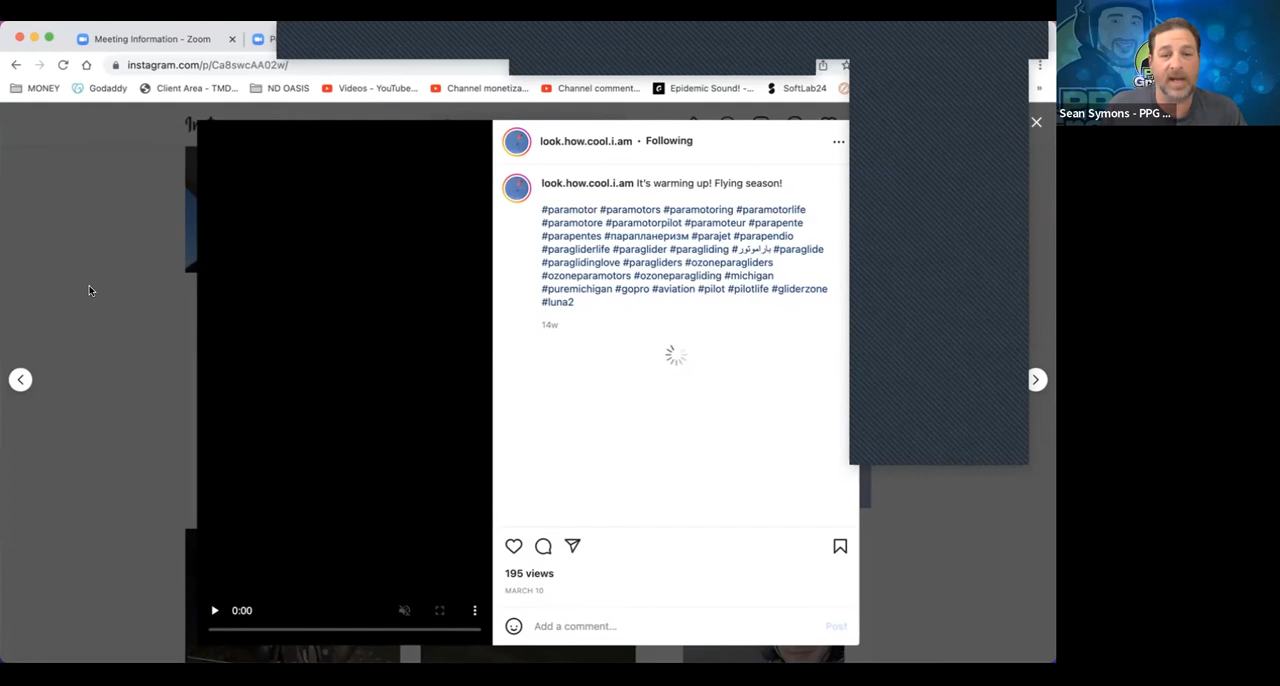 Meeting Information - Zoom
instagram.com/p/Ca8swcAA02w/
MONEY
Godaddy
Client Area - TMD...
ND OASIS
Videos - YouTube...
Channel monetiza...
Channel comment...
Epidemic Sound! -...
SoftLab24
»
Sean Symons - PPG ...
look.how.cool.i.am • Following
look.how.cool.i.am It's warming up! Flying season!
#paramotor #paramotors #paramotoring #paramotorlife
#paramotore #paramotorpilot #paramoteur #parapente
#parapentes #парапланеризм #parajet #parapendio
#paragliderlife #paraglider #paragliding #باراموتور #paraglide
#paraglidinglove #paragliders #ozoneparagliders
#ozoneparamotors #ozoneparagliding #michigan
#puremichigan #gopro #aviation #pilot #pilotlife #gliderzone
#luna2
14w
0:00
195 views
MARCH 10
Add a comment...
Post